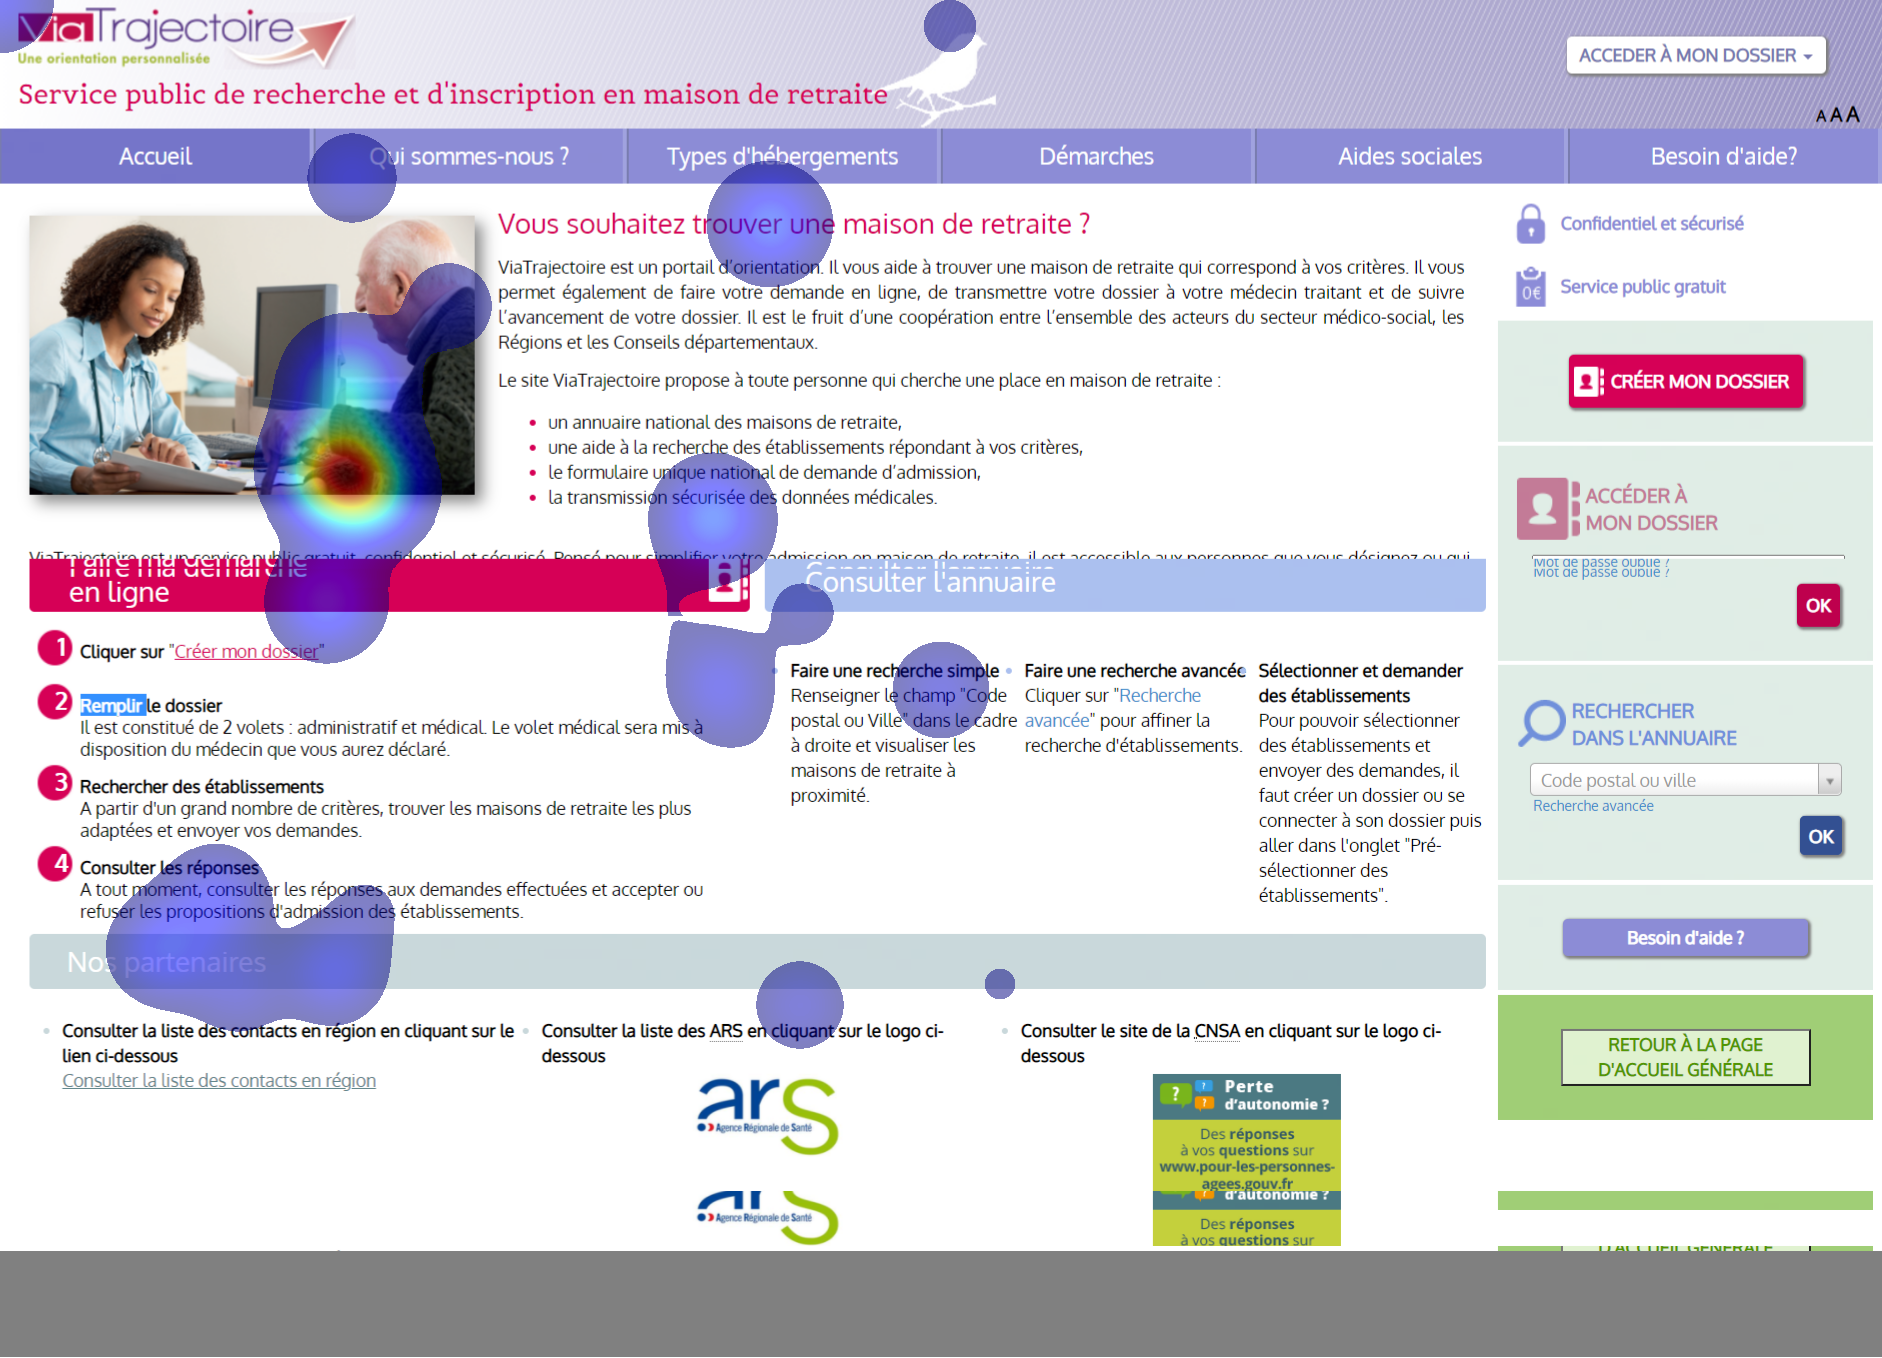 ViaTrajectoire
Une orientation personnalisée
Service public de recherche et d'inscription en maison de retraite
ACCEDER À MON DOSSIER
A A A
Accueil
Qui sommes-nous ?
Types d'hébergements
Démarches
Aides sociales
Besoin d'aide?
Vous souhaitez trouver une maison de retraite ?
ViaTrajectoire est un portail d'orientation. Il vous aide à trouver une maison de retraite qui correspond à vos critères. Il vous
permet également de faire votre demande en ligne, de transmettre votre dossier à votre médecin traitant et de suivre
l'avancement de votre dossier. Il est le fruit d'une coopération entre l'ensemble des acteurs du secteur médico-social, les
Régions et les Conseils départementaux.
Le site ViaTrajectoire propose à toute personne qui cherche une place en maison de retraite :
un annuaire national des maisons de retraite,
une aide à la recherche des établissements répondant à vos critères,
le formulaire unique national de demande d'admission,
la transmission sécurisée des données médicales.
ViaTrajectoire est un service public gratuit, confidentiel et sécurisé. Pensé pour simplifier votre admission en maison de retraite, il est accessible aux personnes que vous désignez ou qui
Faire ma démarche
en ligne
1 Cliquer sur "Créer mon dossier"
2 Remplir le dossier
Il est constitué de 2 volets : administratif et médical. Le volet médical sera mis à
disposition du médecin que vous aurez déclaré.
3 Rechercher des établissements
A partir d'un grand nombre de critères, trouver les maisons de retraite les plus
adaptées et envoyer vos demandes.
4 Consulter les réponses
A tout moment, consulter les réponses aux demandes effectuées et accepter ou
refuser les propositions d'admission des établissements.
Consulter l'annuaire
Faire une recherche simple
Renseigner le champ "Code
postal ou Ville" dans le cadre
à droite et visualiser les
maisons de retraite à
proximité.
Faire une recherche avancée
Cliquer sur "Recherche
avancée" pour affiner la
recherche d'établissements.
Sélectionner et demander
des établissements
Pour pouvoir sélectionner
des établissements et
envoyer des demandes, il
faut créer un dossier ou se
connecter à son dossier puis
aller dans l'onglet "Pré-
sélectionner des
établissements".
Nos partenaires
Consulter la liste des contacts en région en cliquant sur le
lien ci-dessous
Consulter la liste des contacts en région
Consulter la liste des ARS en cliquant sur le logo ci-
dessous
ars
Agence Régionale de Santé
Agence Régionale de Santé
Consulter le site de la CNSA en cliquant sur le logo ci-
dessous
? ? ?
Perte
d'autonomie ?
Des réponses
à vos questions sur
www.pour-les-personnes-
agees.gouv.fr
d'autonomie ?
Des réponses
à vos questions sur
Confidentiel et sécurisé
0€ Service public gratuit
CRÉER MON DOSSIER
ACCÉDER À
MON DOSSIER
Mot de passe oublié ?
Mot de passe oublié ?
OK
RECHERCHER
DANS L'ANNUAIRE
Code postal ou ville
Recherche avancée
OK
Besoin d'aide ?
RETOUR À LA PAGE
D'ACCUEIL GÉNÉRALE
D'ACCUEIL GÉNÉRALE